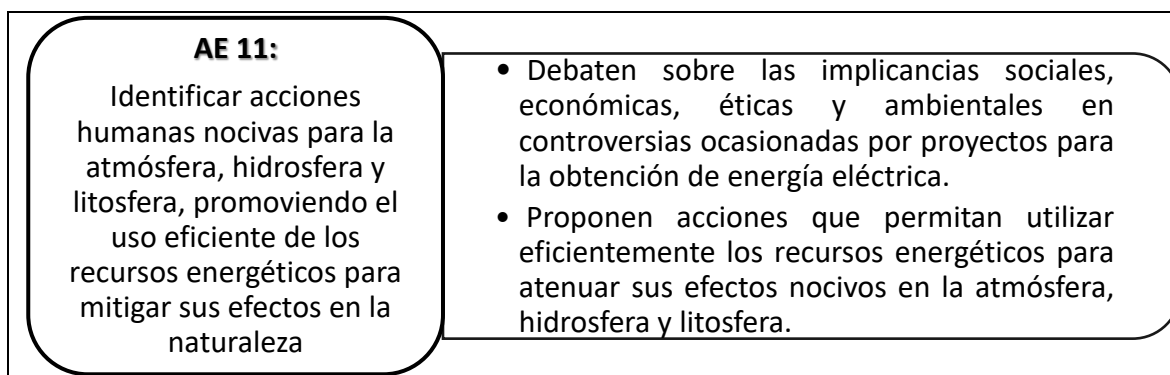 AE 11:
Identificar acciones
humanas nocivas para la
atmósfera, hidrosfera y
litosfera, promoviendo el
uso eficiente de los
recursos energéticos para
mitigar sus efectos en la
naturaleza
• Debaten sobre las implicancias sociales,
económicas, éticas y ambientales en
controversias ocasionadas por proyectos para
la obtención de energía eléctrica.
• Proponen acciones que permitan utilizar
eficientemente los recursos energéticos para
atenuar sus efectos nocivos en la atmósfera,
hidrosfera y litosfera.